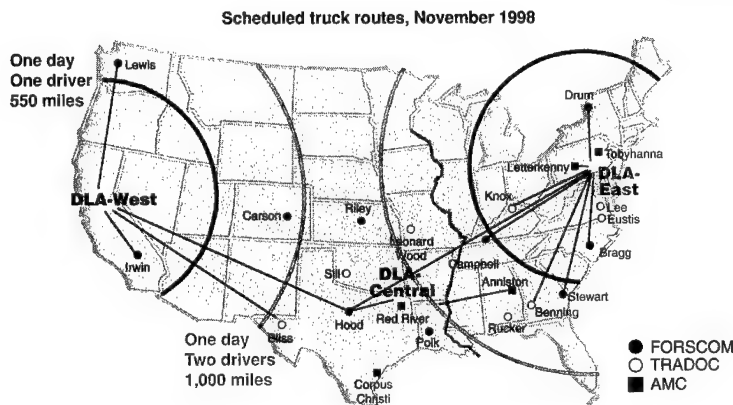 Scheduled truck routes, November 1998
One day
One driver
550 miles
Lewis
Drum
Tobyhanna
Letterkenny
DLA-
East
DLA-West
Knox
Lee
Eustis
Carson
Riley
Leonard
Wood
Campbell
Bragg
Irwin
Sill
DLA-
Central
Anniston
Stewart
Hood
Red River
Benning
Rucker
Bliss
Polk
One day
Two drivers
1,000 miles
Corpus
Christi
FORSCOM
TRADOC
AMC